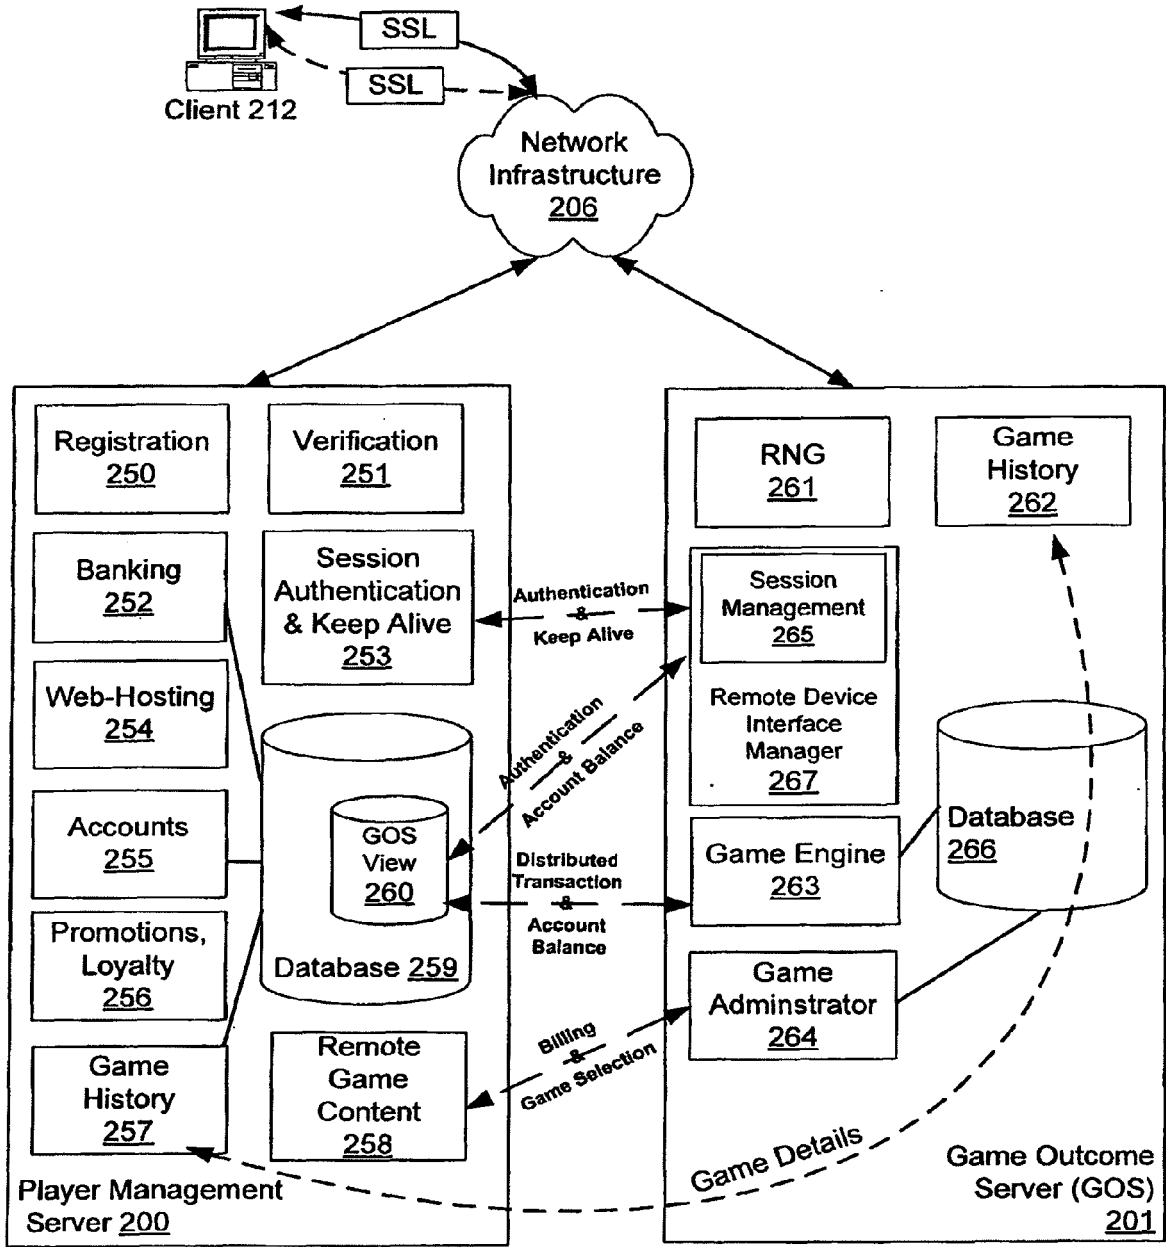 SSL
SSL
Client 212
Network
Infrastructure
206
Registration
250
Verification
251
Banking
252
Session
Authentication
& Keep Alive
253
Web-Hosting
254
Accounts
255
GOS
View
260
Database 259
Promotions,
Loyalty
256
Game
History
257
Remote
Game
Content
258
Player Management
Server 200
Authentication
&
Keep Alive
Authentication
&
Account Balance
Distributed
Transaction
&
Account
Balance
Billing
&
Game Selection
Game Details
RNG
261
Game
History
262
Session
Management
265
Remote Device
Interface
Manager
267
Database
266
Game Engine
263
Game
Adminstrator
264
Game Outcome
Server (GOS)
201